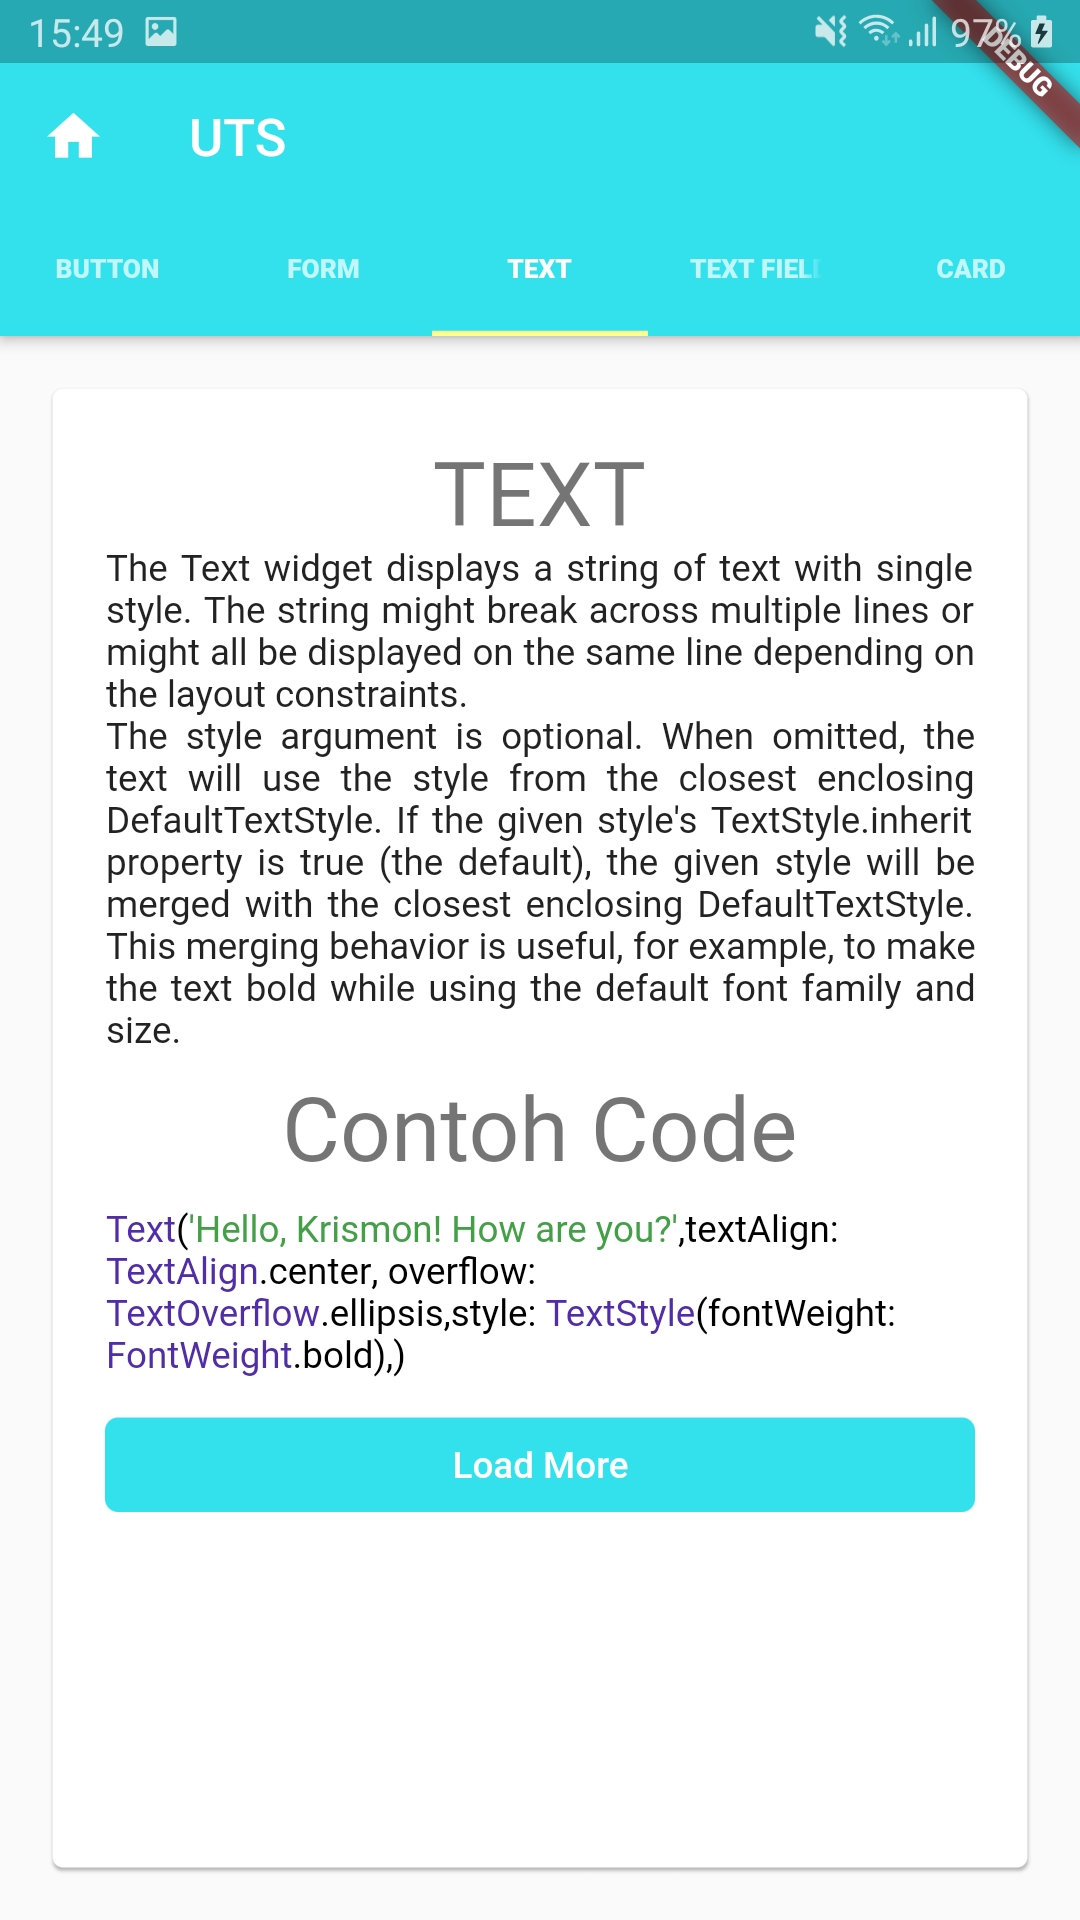 15:49
97%
DEBUG
UTS
BUTTON
FORM
TEXT
TEXT FIEL
CARD
TEXT
The Text widget displays a string of text with single
style. The string might break across multiple lines or
might all be displayed on the same line depending on
the layout constraints.
The style argument is optional. When omitted, the
text will use the style from the closest enclosing
DefaultTextStyle. If the given style's TextStyle.inherit
property is true (the default), the given style will be
merged with the closest enclosing DefaultTextStyle.
This merging behavior is useful, for example, to make
the text bold while using the default font family and
size.
Contoh Code
Text('Hello, Krismon! How are you?',textAlign:
TextAlign.center, overflow:
TextOverflow.ellipsis,style: TextStyle(fontWeight:
FontWeight.bold),)
Load More